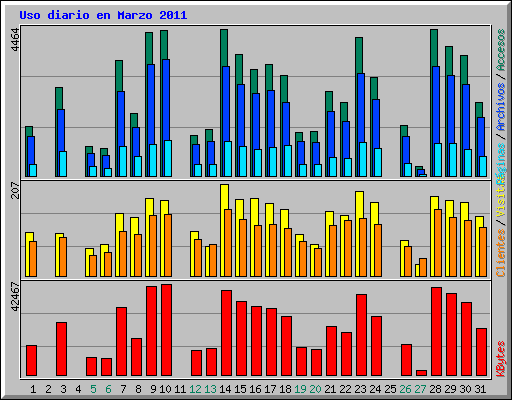 Uso diario en Marzo 2011
4464
207
42467
Clientes / Visitas
Páginas / Archivos / Accesos
KBytes
1 2 3 4 5 6 7 8 9 10 11 12 13 14 15 16 17 18 19 20 21 22 23 24 25 26 27 28 29 30 31